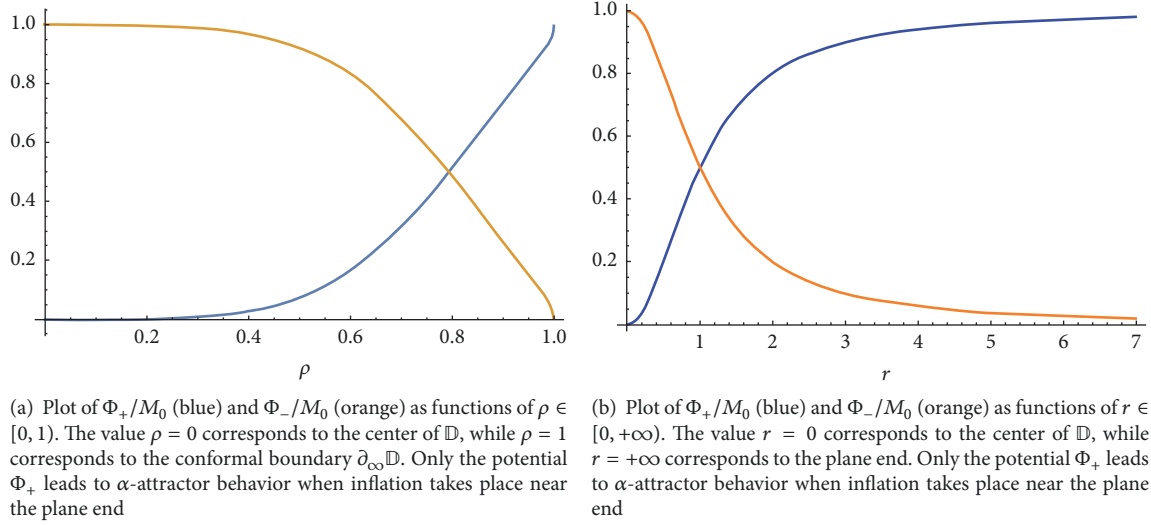 1.0
0.8
0.6
0.4
0.2
0.2
0.4
0.6
0.8
1.0
ρ
(a) Plot of Φ₊/M₀ (blue) and Φ₋/M₀ (orange) as functions of ρ ∈
[0, 1). The value ρ = 0 corresponds to the center of 𝔻, while ρ = 1
corresponds to the conformal boundary ∂∞𝔻. Only the potential
Φ₊ leads to α-attractor behavior when inflation takes place near
the plane end
1.0
0.8
0.6
0.4
0.2
1
2
3
4
5
6
7
r
(b) Plot of Φ₊/M₀ (blue) and Φ₋/M₀ (orange) as functions of r ∈
[0, +∞). The value r = 0 corresponds to the center of 𝔻, while
r = +∞ corresponds to the plane end. Only the potential Φ₊ leads
to α-attractor behavior when inflation takes place near the plane
end